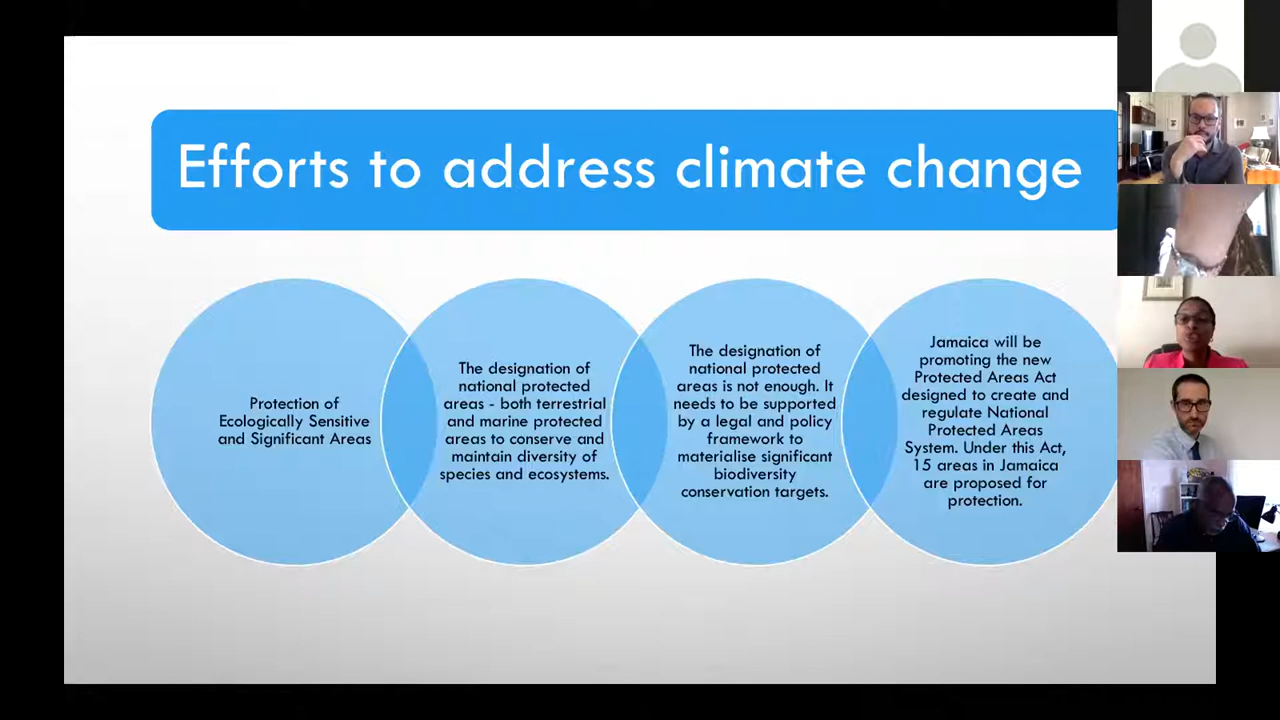 Efforts to address climate change
Protection of
Ecologically Sensitive
and Significant Areas
The designation of
national protected
areas - both terrestrial
and marine protected
areas to conserve and
maintain diversity of
species and ecosystems.
The designation of
national protected
areas is not enough. It
needs to be supported
by a legal and policy
framework to
materialise significant
biodiversity
conservation targets.
Jamaica will be
promoting the new
Protected Areas Act
designed to create and
regulate National
Protected Areas
System. Under this Act,
15 areas in Jamaica
are proposed for
protection.